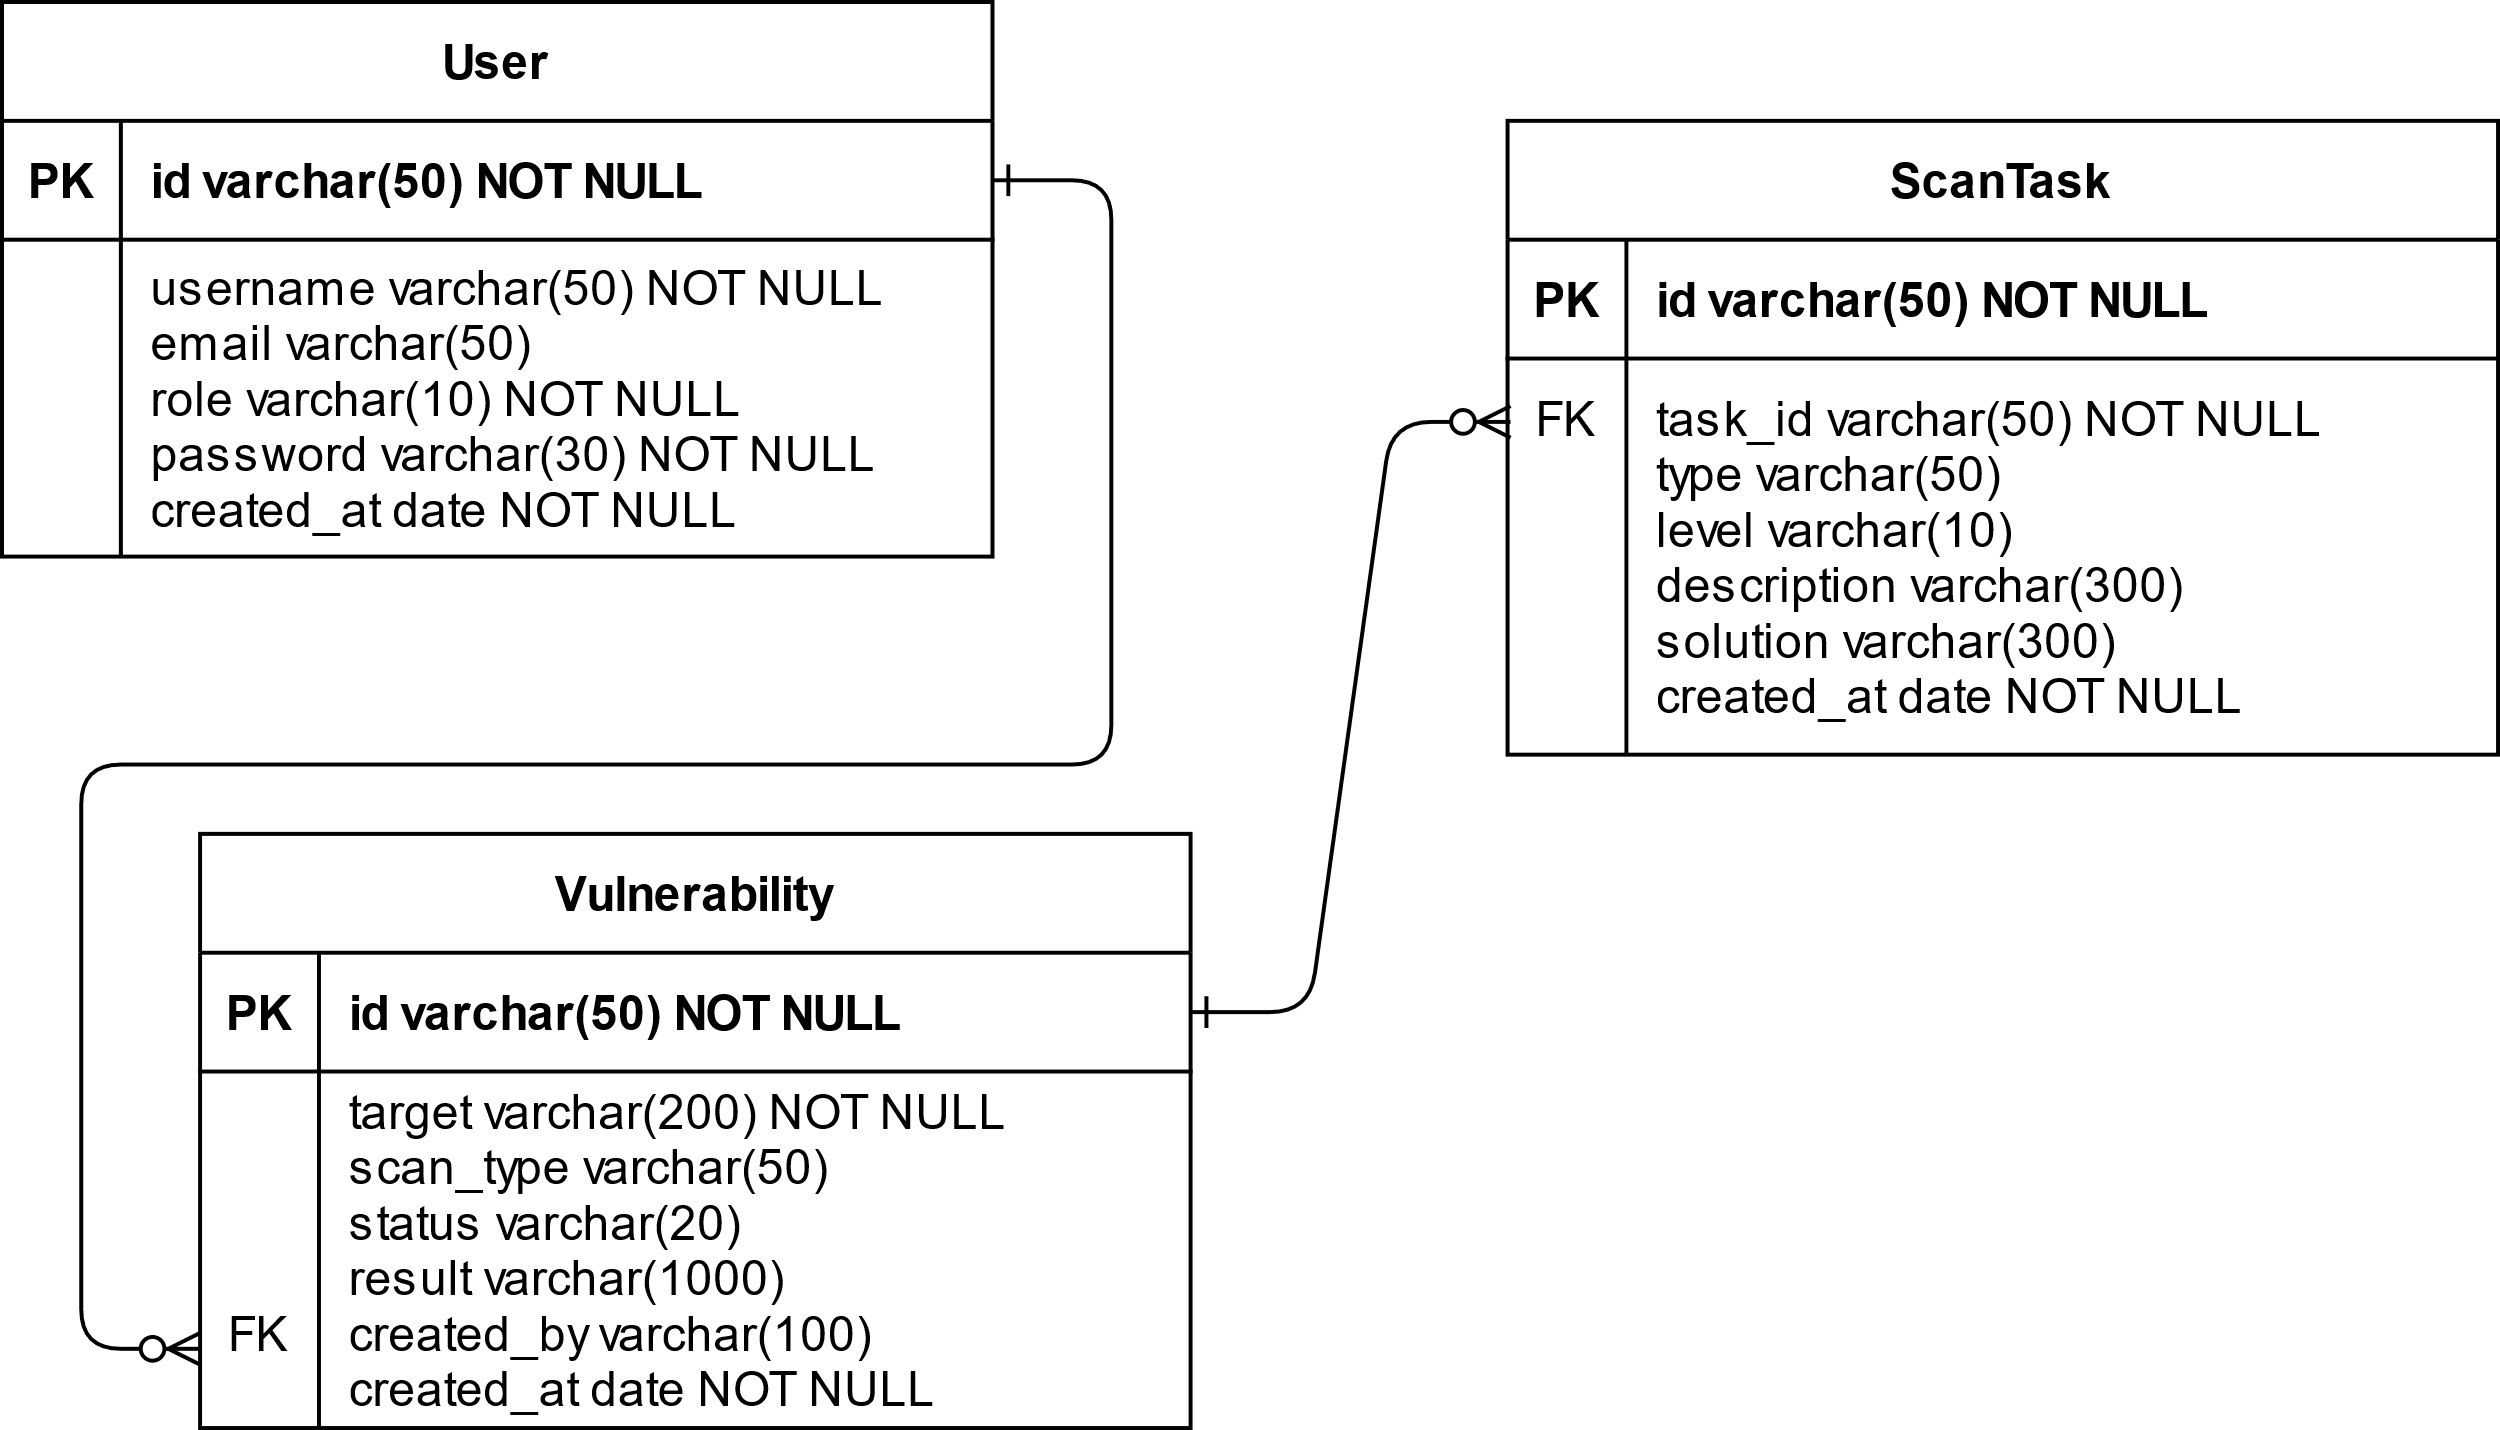 User
PK id varchar(50) NOT NULL
username varchar(50) NOT NULL
email varchar(50)
role varchar(10) NOT NULL
password varchar(30) NOT NULL
created_at date NOT NULL
ScanTask
PK id varchar(50) NOT NULL
FK task_id varchar(50) NOT NULL
type varchar(50)
level varchar(10)
description varchar(300)
solution varchar(300)
created_at date NOT NULL
Vulnerability
PK id varchar(50) NOT NULL
target varchar(200) NOT NULL
scan_type varchar(50)
status varchar(20)
result varchar(1000)
FK created_by varchar(100)
created_at date NOT NULL